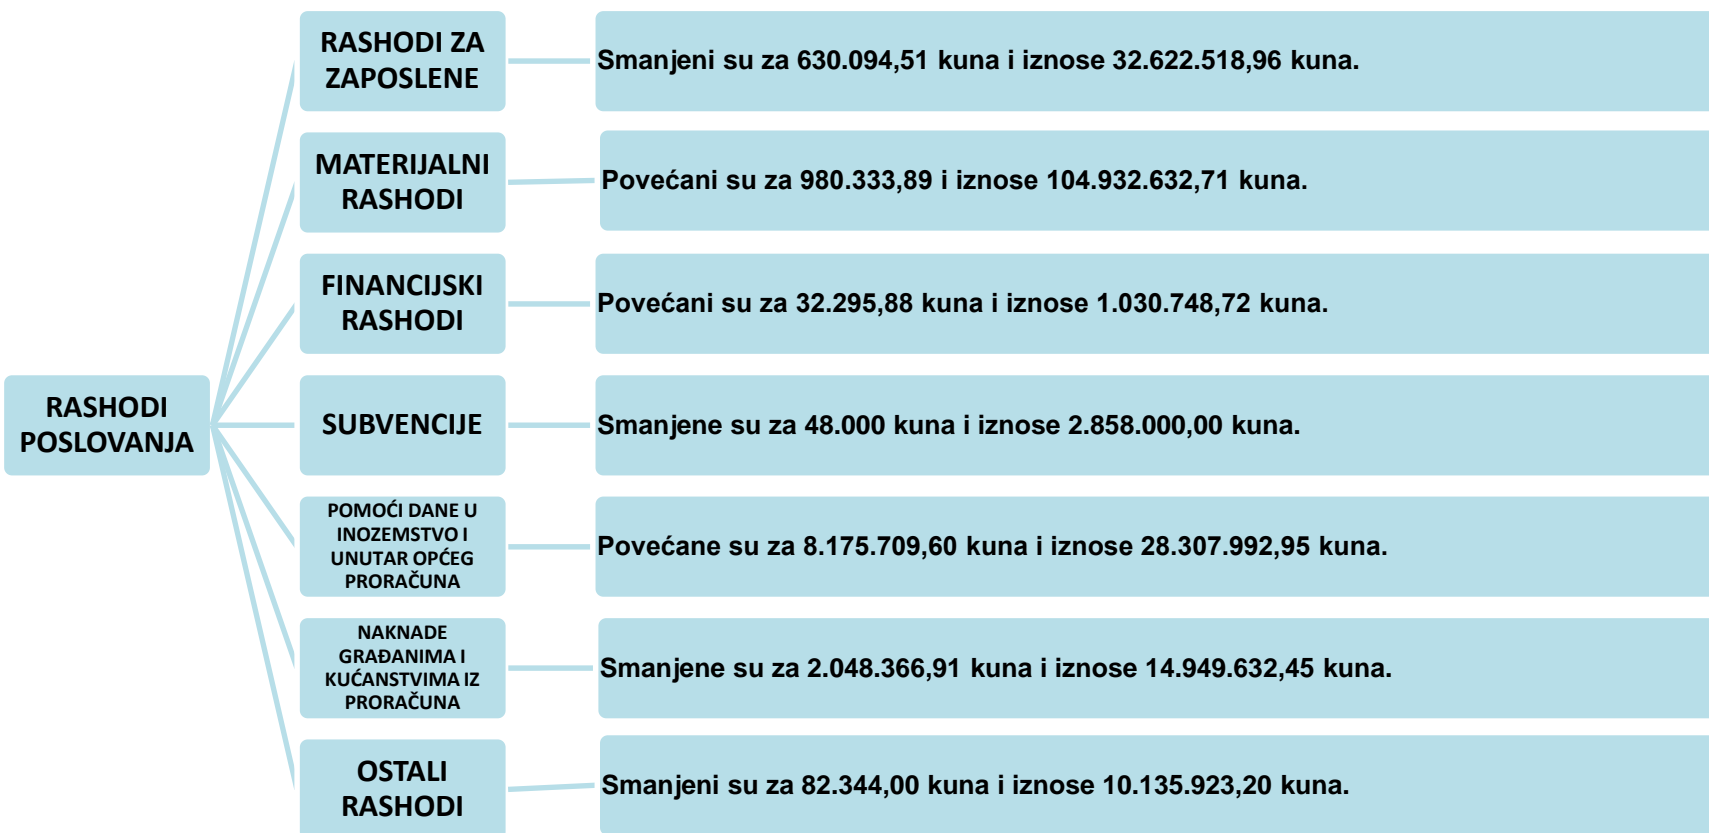 RASHODI
POSLOVANJA
RASHODI ZA
ZAPOSLENE
Smanjeni su za 630.094,51 kuna i iznose 32.622.518,96 kuna.
MATERIJALNI
RASHODI
Povećani su za 980.333,89 i iznose 104.932.632,71 kuna.
FINANCIJSKI
RASHODI
Povećani su za 32.295,88 kuna i iznose 1.030.748,72 kuna.
SUBVENCIJE
Smanjene su za 48.000 kuna i iznose 2.858.000,00 kuna.
POMOĆI DANE U
INOZEMSTVO I
UNUTAR OPĆEG
PRORAČUNA
Povećane su za 8.175.709,60 kuna i iznose 28.307.992,95 kuna.
NAKNADE
GRAĐANIMA I
KUĆANSTVIMA IZ
PRORAČUNA
Smanjene su za 2.048.366,91 kuna i iznose 14.949.632,45 kuna.
OSTALI
RASHODI
Smanjeni su za 82.344,00 kuna i iznose 10.135.923,20 kuna.